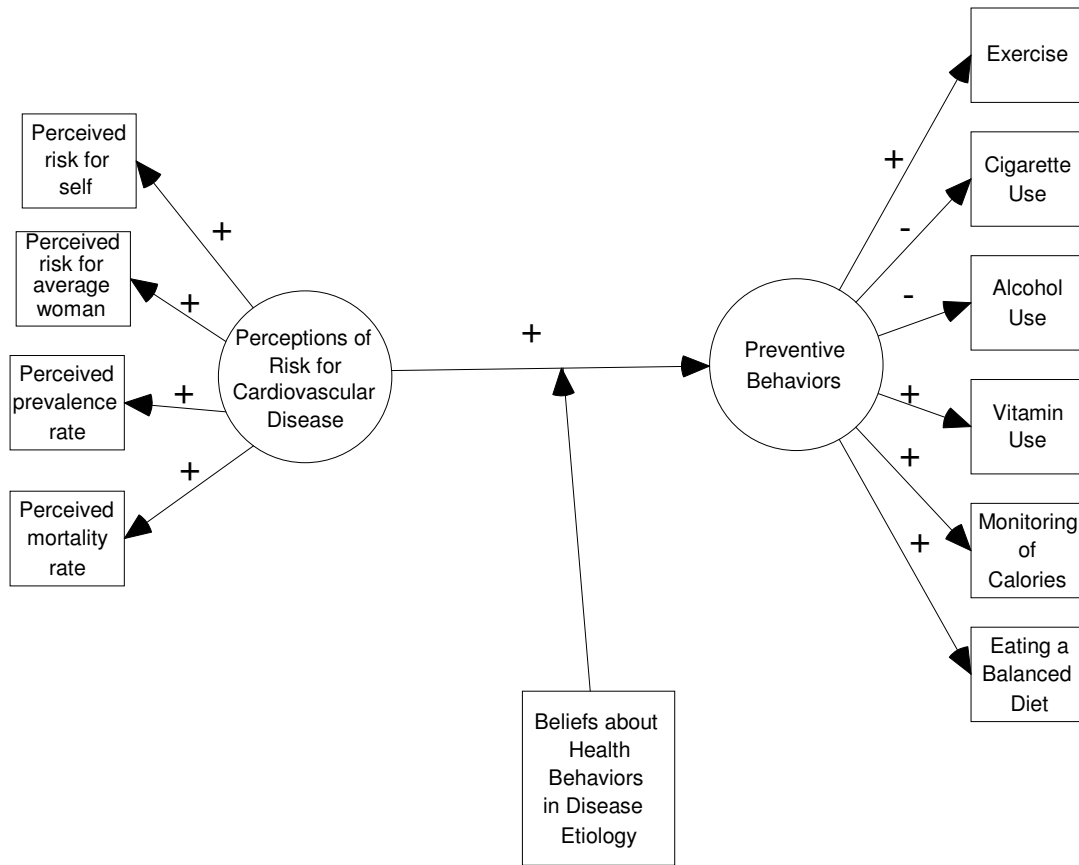 Perceived
risk for
self
+
Perceived
risk for
average
woman
+
Perceived
prevalence
rate
+
Perceived
mortality
rate
+
Perceptions of
Risk for
Cardiovascular
Disease
+
Beliefs about
Health
Behaviors
in Disease
Etiology
Preventive
Behaviors
+
Exercise
-
Cigarette
Use
-
Alcohol
Use
+
Vitamin
Use
+
Monitoring
of
Calories
+
Eating a
Balanced
Diet